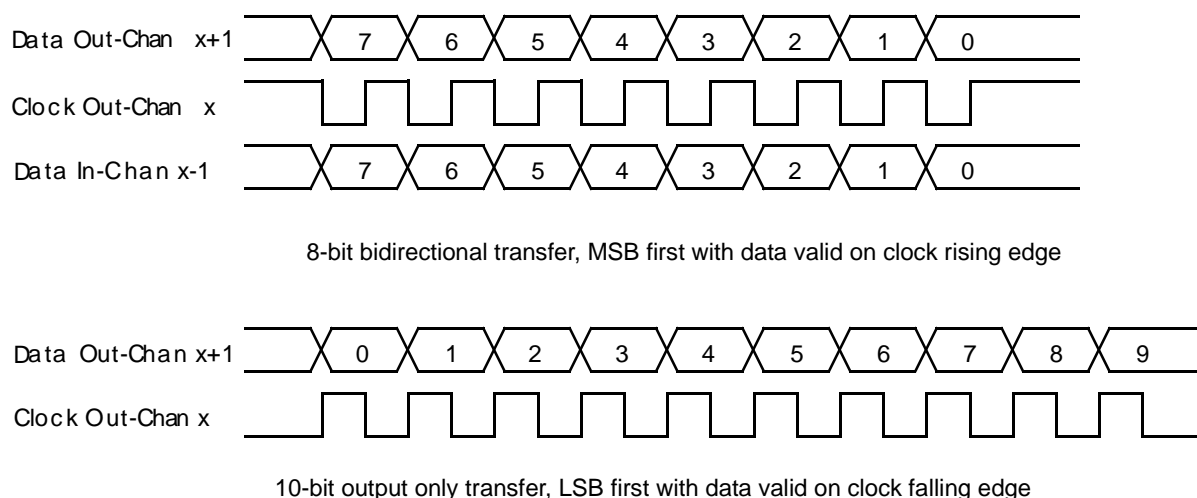 Data Out-Chan x+1 7 6 5 4 3 2 1 0
Clock Out-Chan x
Data In-Chan x-1 7 6 5 4 3 2 1 0
8-bit bidirectional transfer, MSB first with data valid on clock rising edge
Data Out-Chan x+1 0 1 2 3 4 5 6 7 8 9
Clock Out-Chan x
10-bit output only transfer, LSB first with data valid on clock falling edge